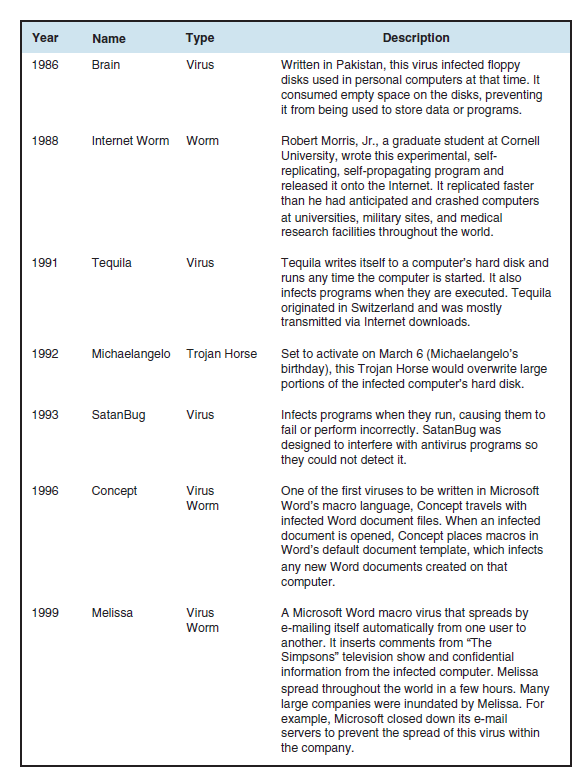 Year Name Type Description
1986 Brain Virus Written in Pakistan, this virus infected floppy
disks used in personal computers at that time. It
consumed empty space on the disks, preventing
it from being used to store data or programs.
1988 Internet Worm Worm Robert Morris, Jr., a graduate student at Cornell
University, wrote this experimental, self-
replicating, self-propagating program and
released it onto the Internet. It replicated faster
than he had anticipated and crashed computers
at universities, military sites, and medical
research facilities throughout the world.
1991 Tequila Virus Tequila writes itself to a computer's hard disk and
runs any time the computer is started. It also
infects programs when they are executed. Tequila
originated in Switzerland and was mostly
transmitted via Internet downloads.
1992 Michaelangelo Trojan Horse Set to activate on March 6 (Michaelangelo's
birthday), this Trojan Horse would overwrite large
portions of the infected computer's hard disk.
1993 SatanBug Virus Infects programs when they run, causing them to
fail or perform incorrectly. SatanBug was
designed to interfere with antivirus programs so
they could not detect it.
1996 Concept Virus One of the first viruses to be written in Microsoft
Worm Word's macro language, Concept travels with
infected Word document files. When an infected
document is opened, Concept places macros in
Word's default document template, which infects
any new Word documents created on that
computer.
1999 Melissa Virus A Microsoft Word macro virus that spreads by
Worm e-mailing itself automatically from one user to
another. It inserts comments from "The
Simpsons" television show and confidential
information from the infected computer. Melissa
spread throughout the world in a few hours. Many
large companies were inundated by Melissa. For
example, Microsoft closed down its e-mail
servers to prevent the spread of this virus within
the company.